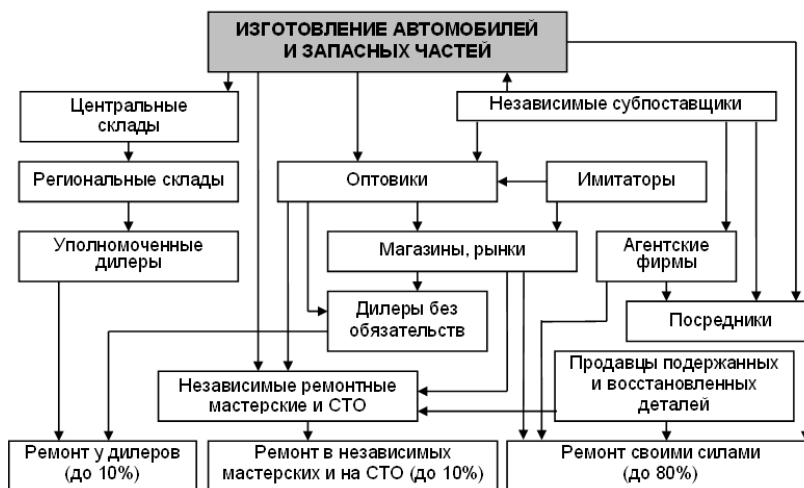 ИЗГОТОВЛЕНИЕ АВТОМОБИЛЕЙ
И ЗАПАСНЫХ ЧАСТЕЙ
Центральные
склады
Независимые субпоставщики
Региональные склады
Оптовики
Имитаторы
Уполномоченные
дилеры
Магазины, рынки
Агентские
фирмы
Дилеры без
обязательств
Посредники
Независимые ремонтные
мастерские и СТО
Продавцы подержанных
и восстановленных
деталей
Ремонт у дилеров
(до 10%)
Ремонт в независимых
мастерских и на СТО (до 10%)
Ремонт своими силами
(до 80%)